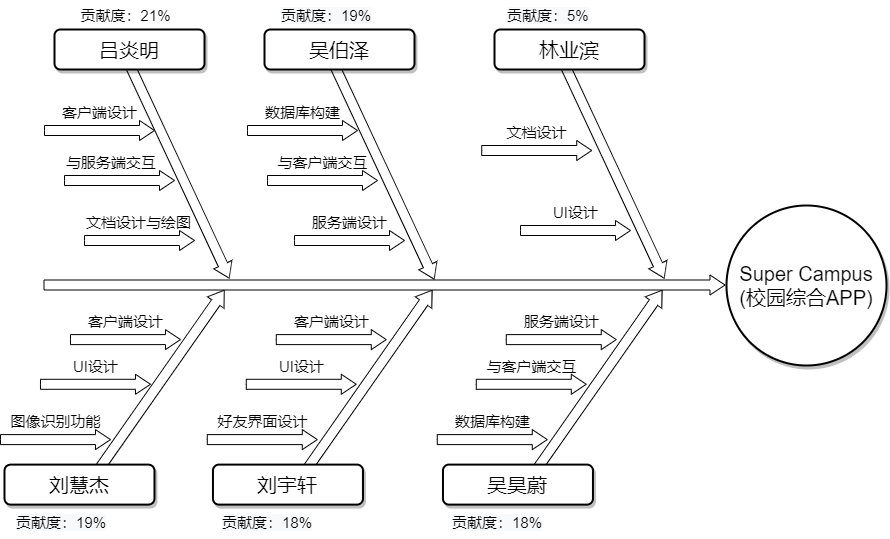 贡献度：21%
贡献度：19%
贡献度：5%
吕炎明
吴伯泽
林业滨
客户端设计
与服务端交互
文档设计与绘图
数据库构建
与客户端交互
服务端设计
文档设计
UI设计
Super Campus
(校园综合APP)
客户端设计
UI设计
图像识别功能
客户端设计
UI设计
好友界面设计
服务端设计
与客户端交互
数据库构建
刘慧杰
刘宇轩
吴昊蔚
贡献度：19%
贡献度：18%
贡献度：18%